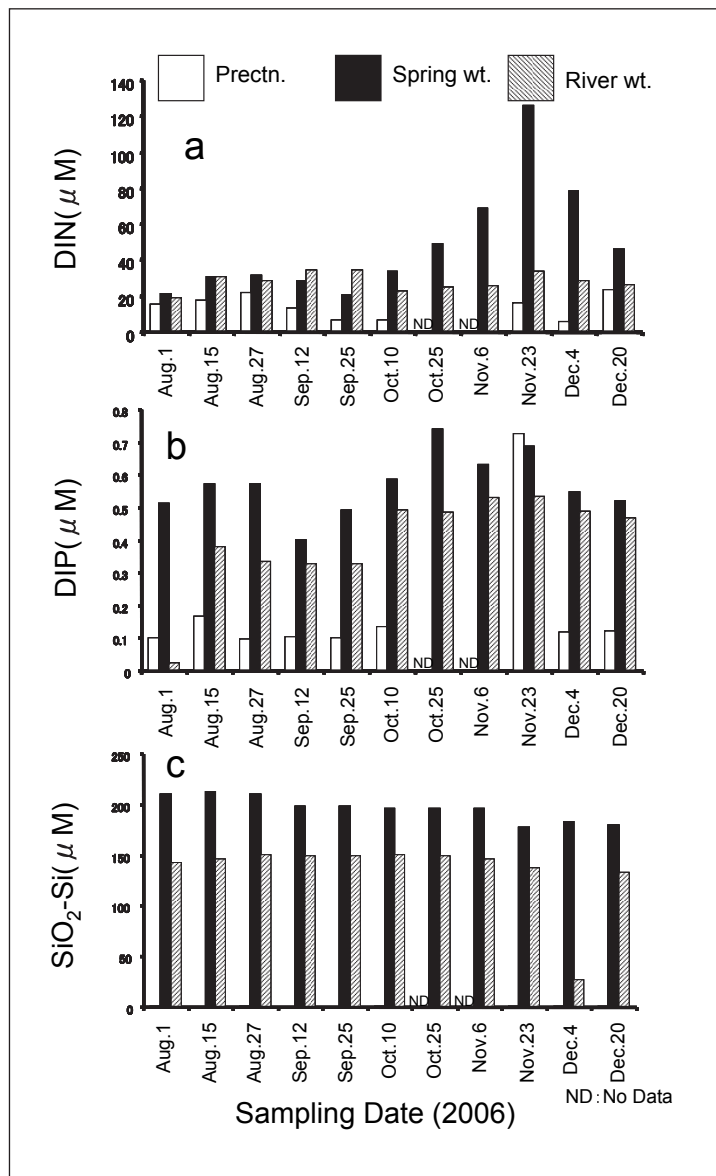 Prectn. Spring wt. River wt.
a
DIN(μM)
140
120
100
80
60
40
20
0
ND ND
Aug.1 Aug.15 Aug.27 Sep.12 Sep.25 Oct.10 Oct.25 Nov.6 Nov.23 Dec.4 Dec.20
b
DIP(μM)
0.8
0.7
0.6
0.5
0.4
0.3
0.2
0.1
0
ND ND
Aug.1 Aug.15 Aug.27 Sep.12 Sep.25 Oct.10 Oct.25 Nov.6 Nov.23 Dec.4 Dec.20
c
SiO₂-Si(μM)
250
200
150
100
50
0
ND ND
Aug.1 Aug.15 Aug.27 Sep.12 Sep.25 Oct.10 Oct.25 Nov.6 Nov.23 Dec.4 Dec.20
ND:No Data
Sampling Date (2006)